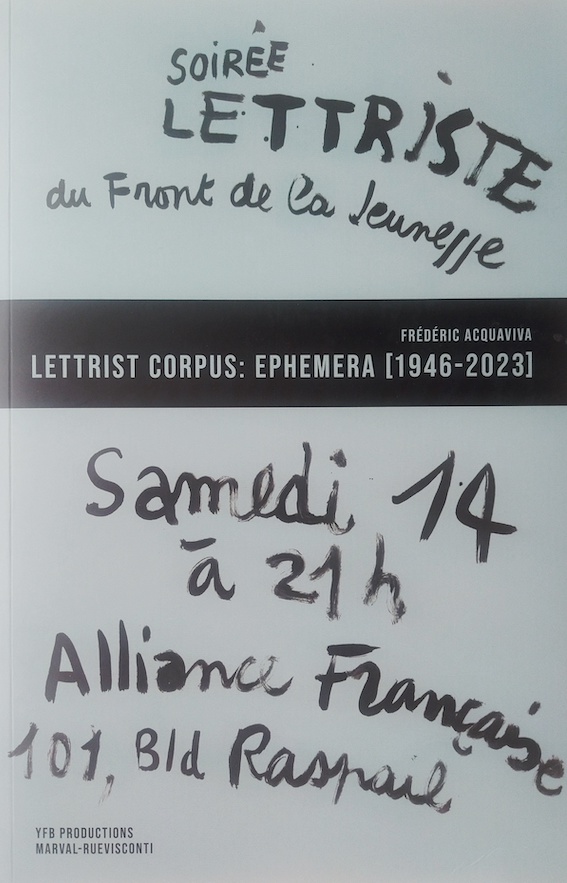 SOIRÉE
LETTRISTE
du Front de la Jeunesse
FRÉDÉRIC ACQUAVIVA
LETTRIST CORPUS: EPHEMERA [1946-2023]
Samedi 14
à 21h
Alliance Française
101, Bld Raspail
YFB PRODUCTIONS
MARVAL-RUEVISCONTI